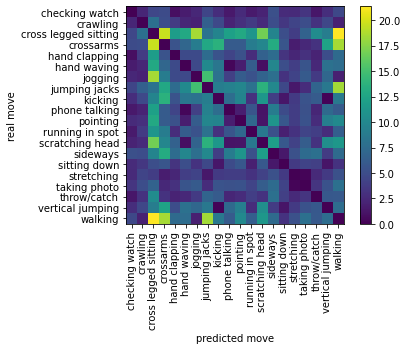 checking watch
crawling
cross legged sitting
crossarms
hand clapping
hand waving
jogging
jumping jacks
kicking
phone talking
pointing
running in spot
scratching head
sideways
sitting down
stretching
taking photo
throw/catch
vertical jumping
walking
real move
checking watch
crawling
cross legged sitting
crossarms
hand clapping
hand waving
jogging
jumping jacks
kicking
phone talking
pointing
running in spot
scratching head
sideways
sitting down
stretching
taking photo
throw/catch
vertical jumping
walking
predicted move
20.0
17.5
15.0
12.5
10.0
7.5
5.0
2.5
0.0